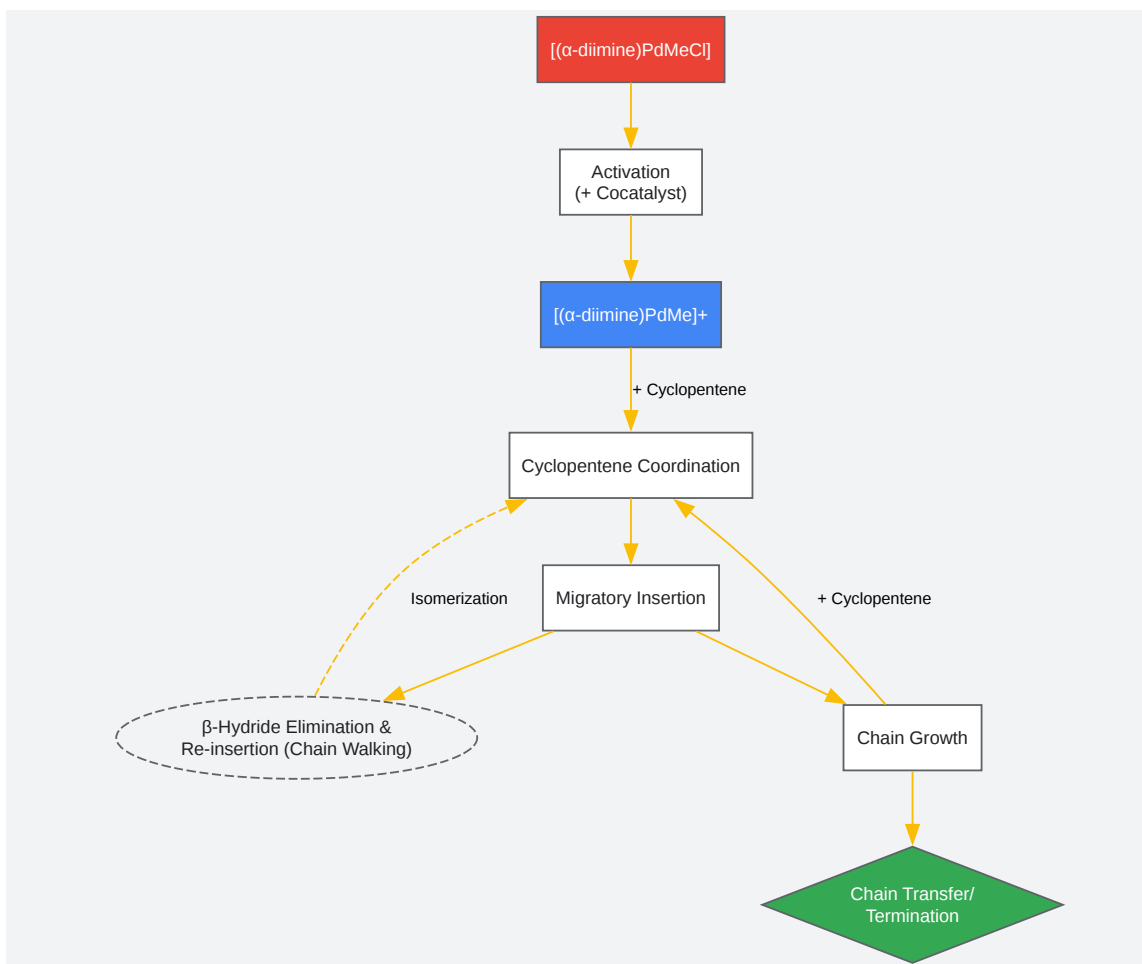 [(α-diimine)PdMeCl]
Activation
(+ Cocatalyst)
[(α-diimine)PdMe]+
+ Cyclopentene
Cyclopentene Coordination
Isomerization
Migratory Insertion
+ Cyclopentene
β-Hydride Elimination &
Re-insertion (Chain Walking)
Chain Growth
Chain Transfer/
Termination